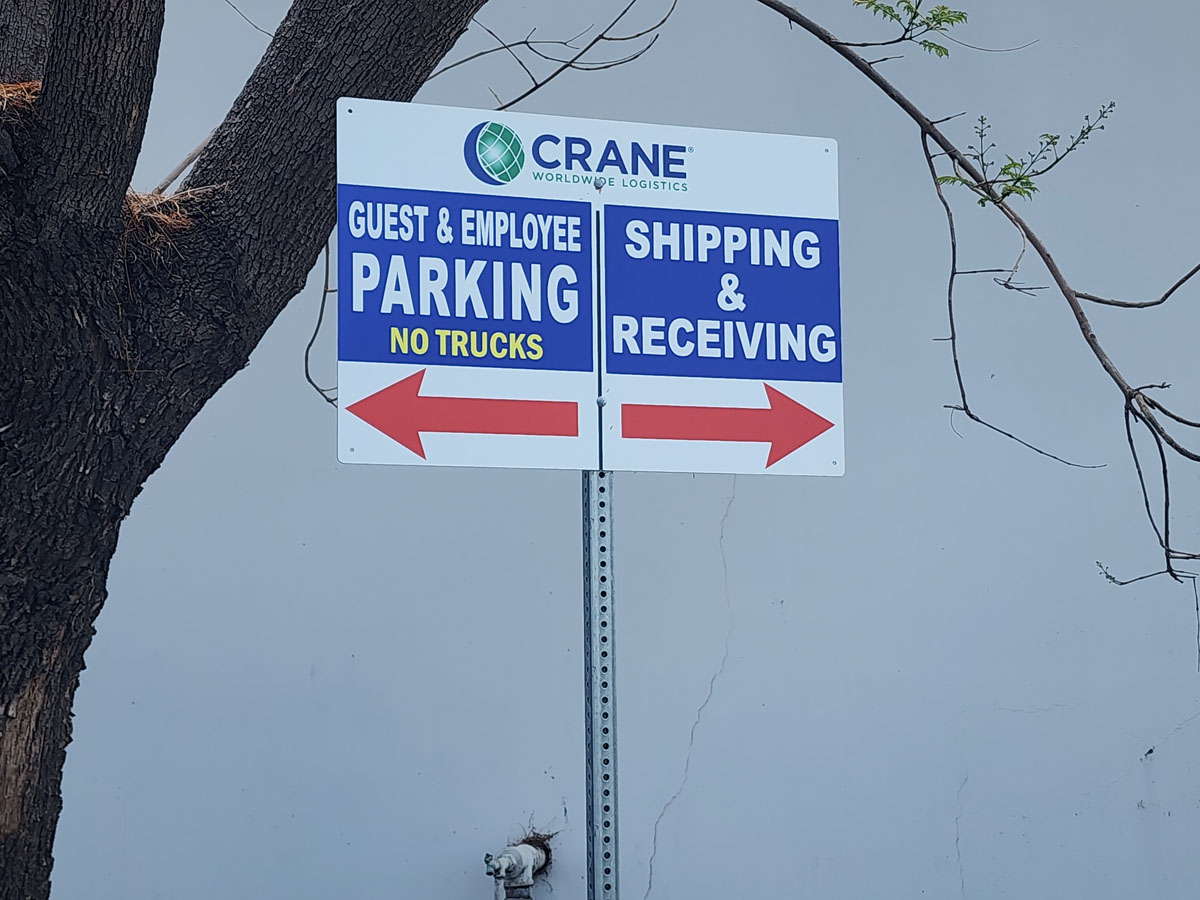 CRANE®
WORLDWIDE LOGISTICS
GUEST & EMPLOYEE
PARKING
NO TRUCKS
SHIPPING
&
RECEIVING